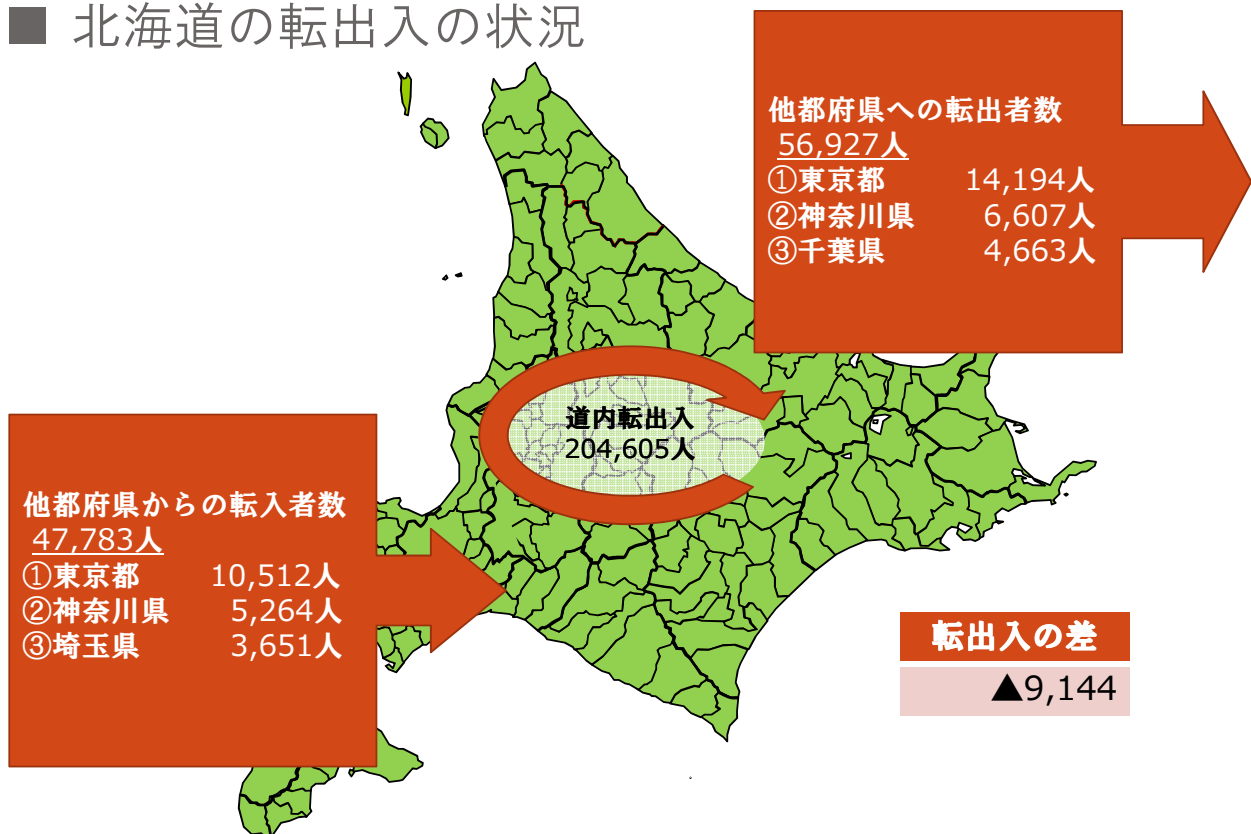 ■ 北海道の転出入の状況
他都府県への転出者数
56,927人
①東京都 14,194人
②神奈川県 6,607人
③千葉県 4,663人
道内転出入
204,605人
他都府県からの転入者数
47,783人
①東京都 10,512人
②神奈川県 5,264人
③埼玉県 3,651人
転出入の差
▲9,144